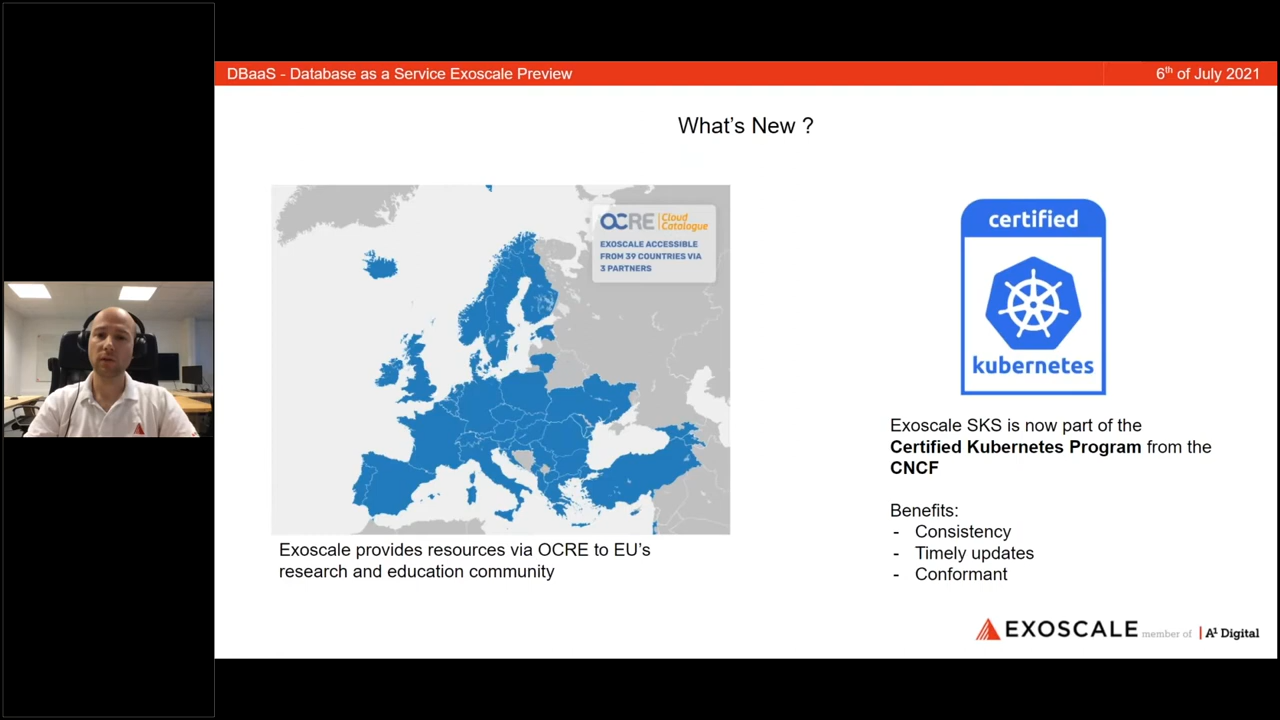 DBaaS - Database as a Service Exoscale Preview
6th of July 2021
What's New ?
OCRE Cloud Catalogue
EXOSCALE ACCESSIBLE
FROM 39 COUNTRIES VIA
3 PARTNERS
Exoscale provides resources via OCRE to EU's
research and education community
certified
kubernetes
Exoscale SKS is now part of the
Certified Kubernetes Program from the
CNCF
Benefits:
- Consistency
- Timely updates
- Conformant
EXOSCALE member of | A1 Digital